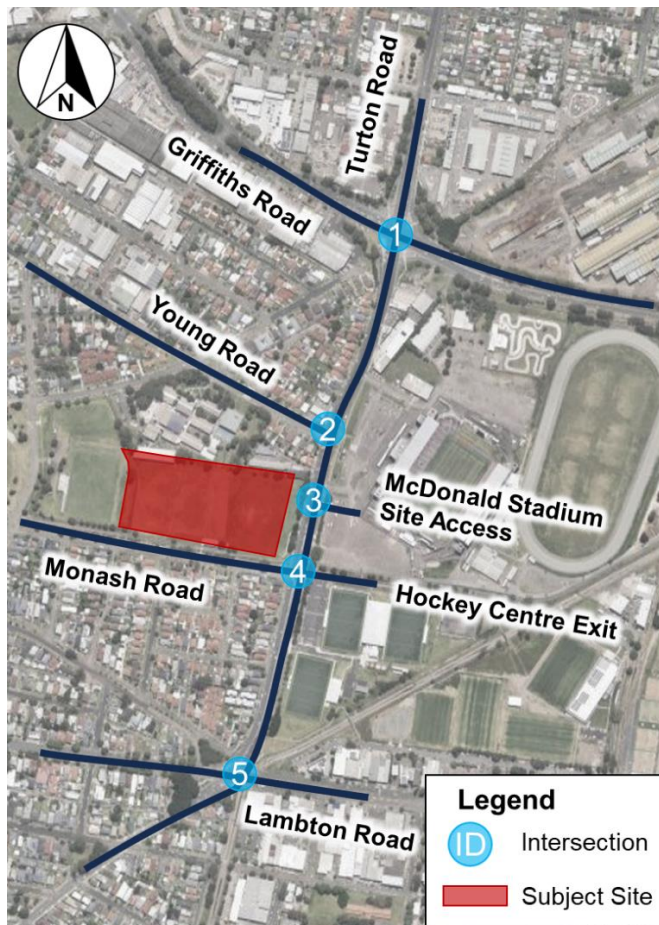 N
Turton Road
Griffiths Road
1
Young Road
2
3
McDonald Stadium
Site Access
4
Monash Road
Hockey Centre Exit
5
Lambton Road
Legend
ID Intersection
Subject Site